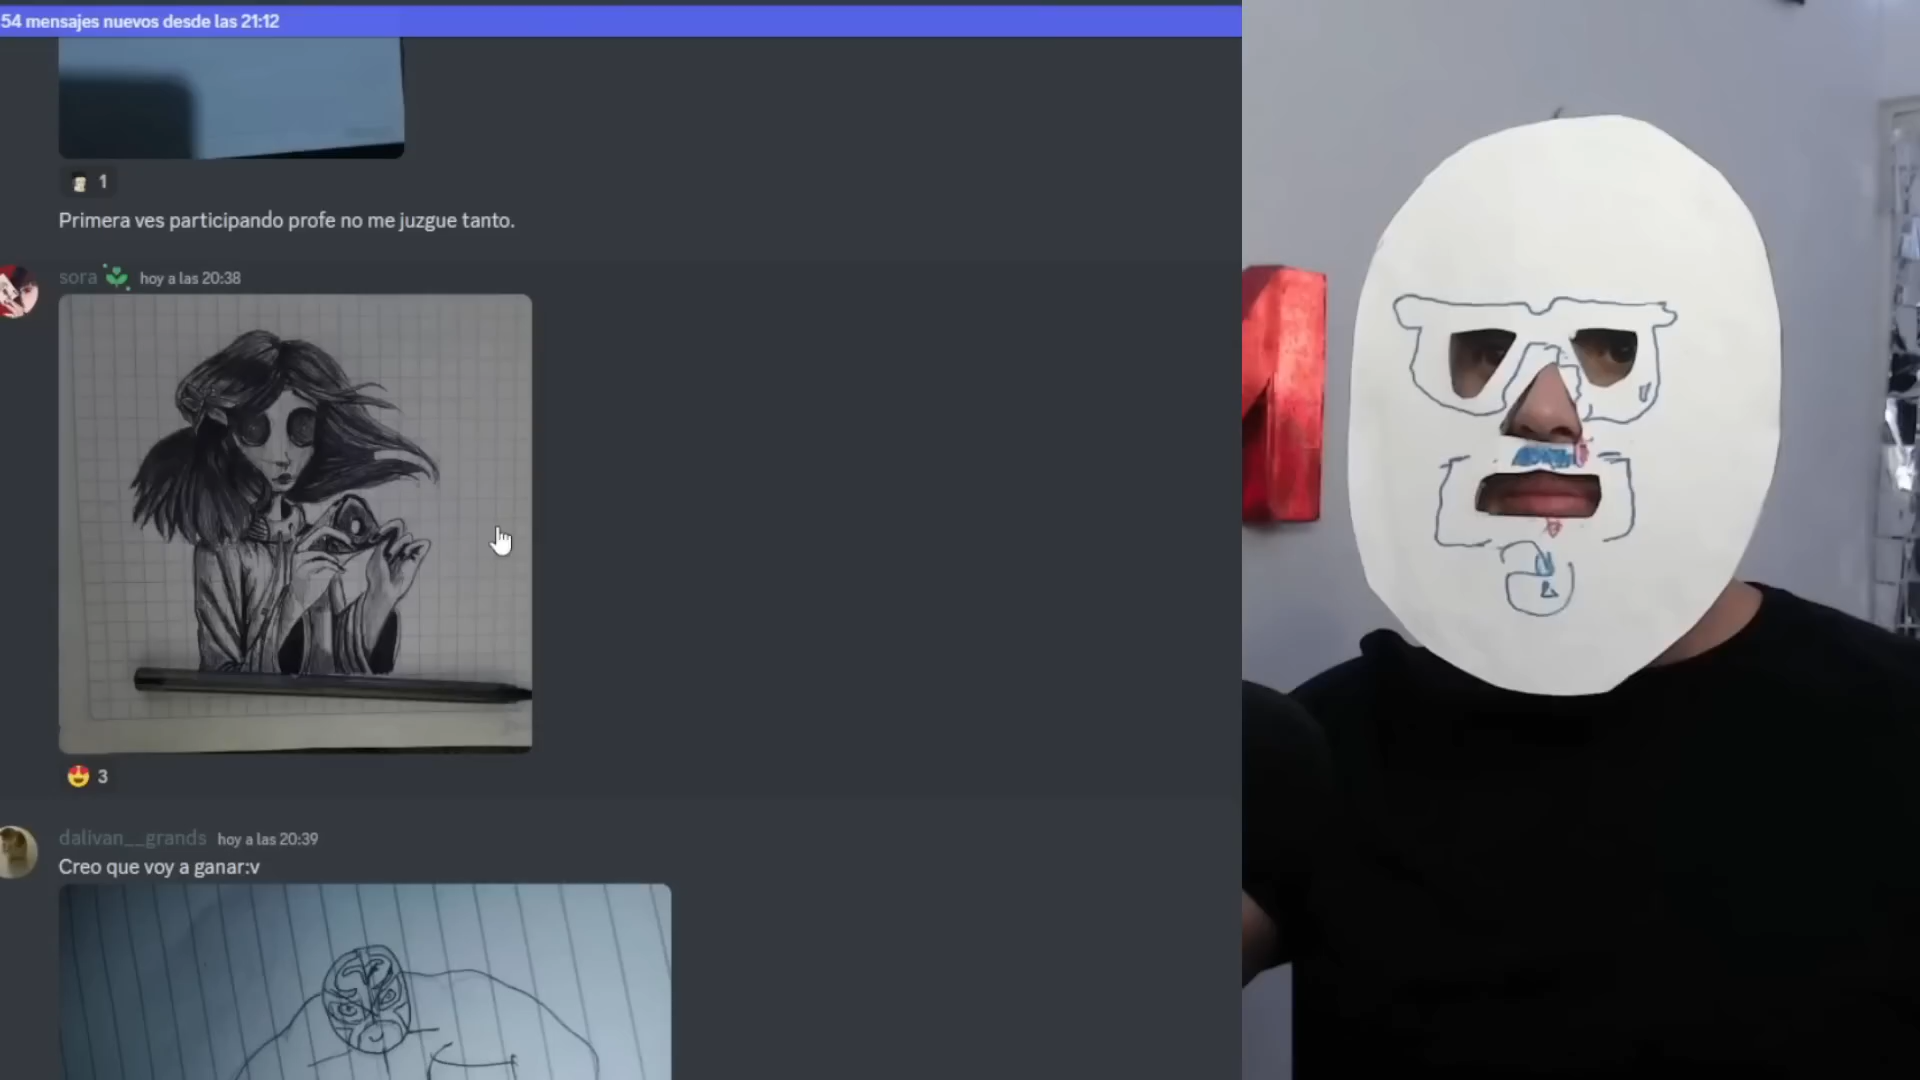 54 mensajes nuevos desde las 21:12
1
Primera ves participando profe no me juzgue tanto.
sora hoy a las 20:38
3
dalivan__grands hoy a las 20:39
Creo que voy a ganar:v